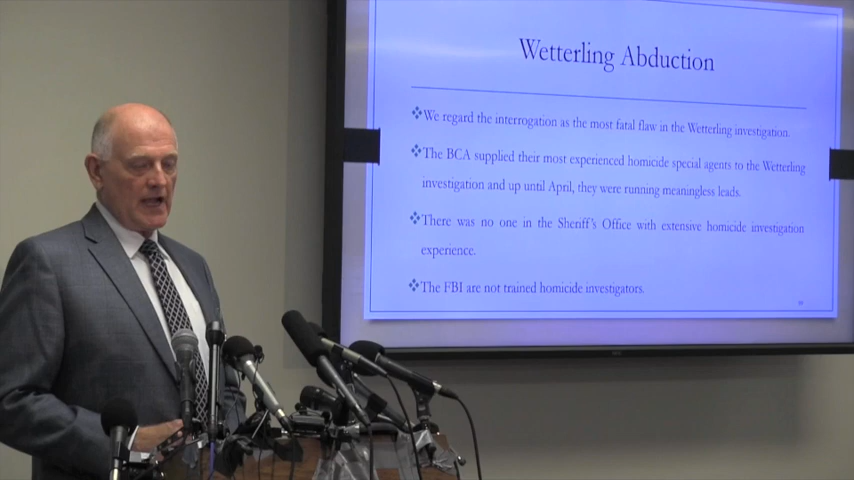 Wetterling Abduction
❖We regard the interrogation as the most fatal flaw in the Wetterling investigation.
❖The BCA supplied their most experienced homicide special agents to the Wetterling
investigation and up until April, they were running meaningless leads.
❖There was no one in the Sheriff's Office with extensive homicide investigation
experience.
❖The FBI are not trained homicide investigators.